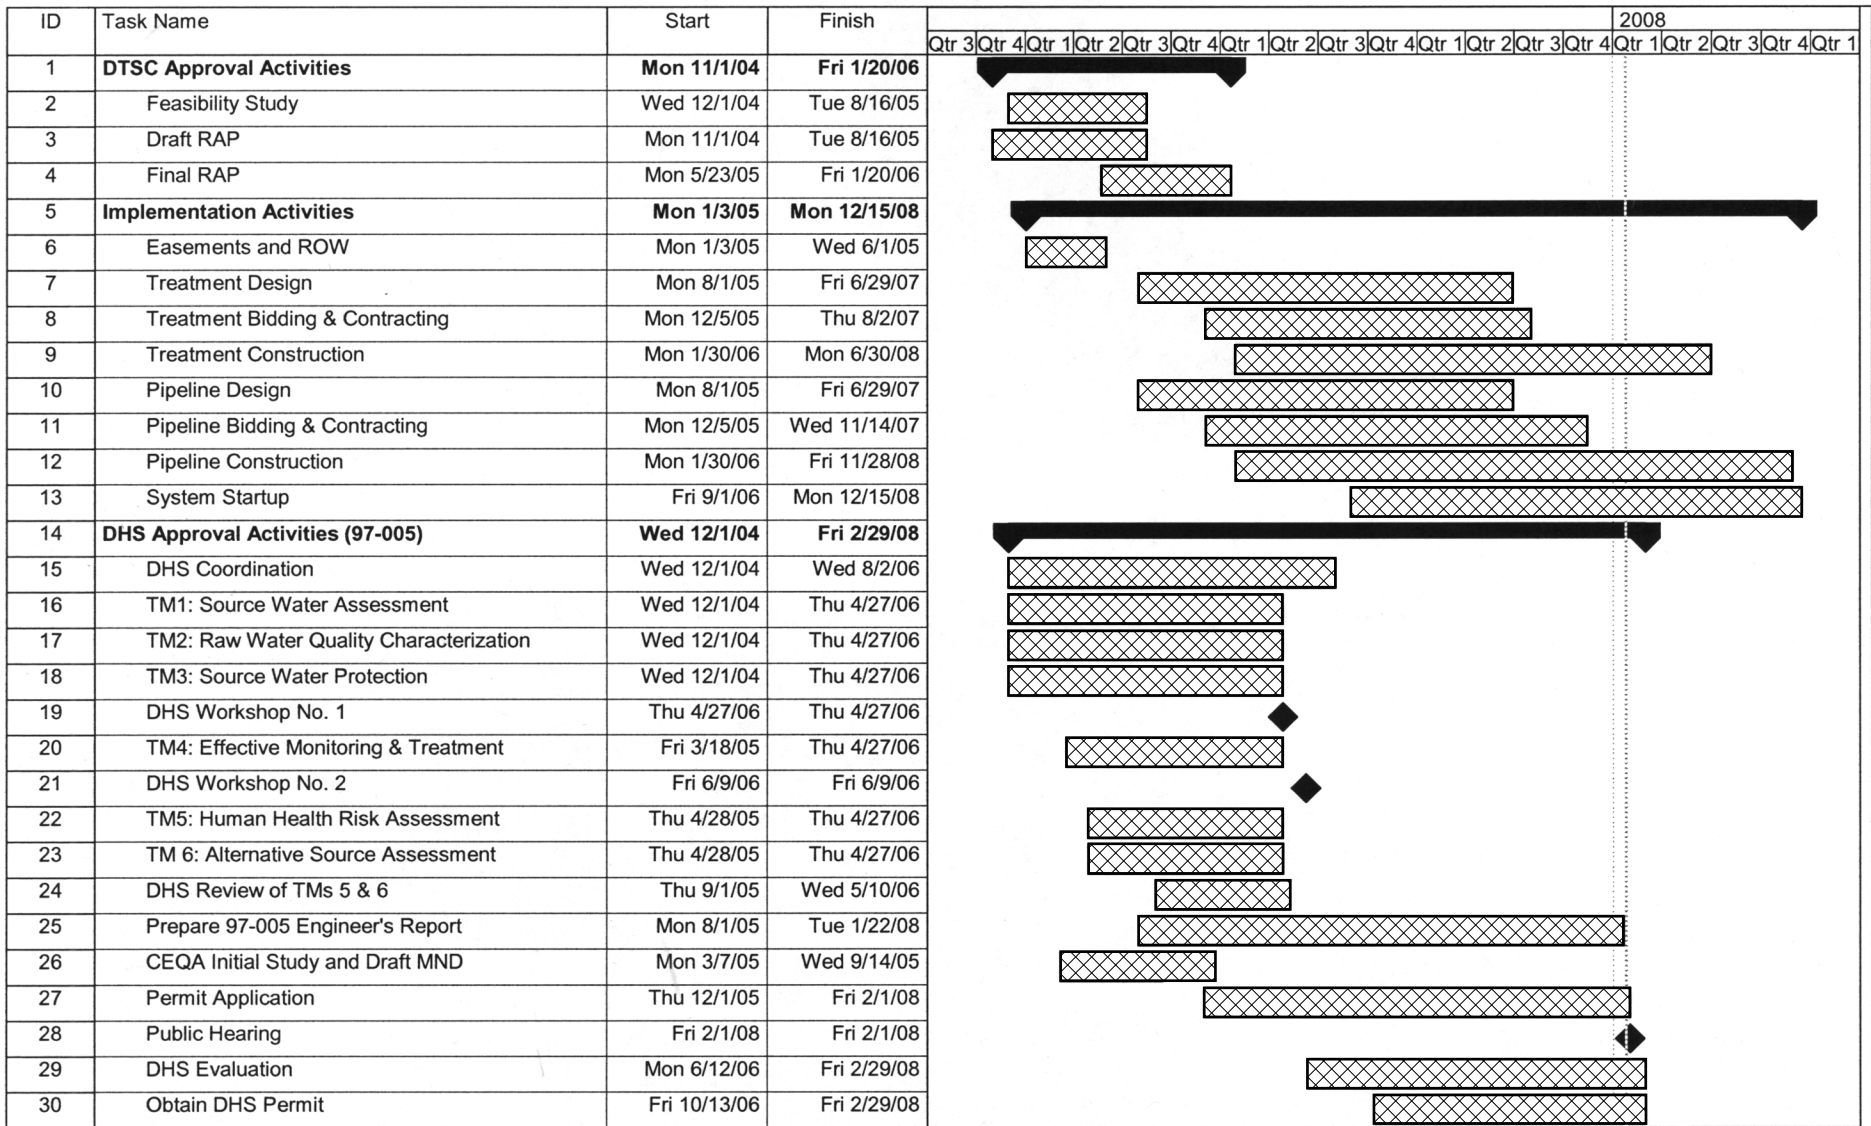 ID Task Name Start Finish 2008
Qtr 3 Qtr 4 Qtr 1 Qtr 2 Qtr 3 Qtr 4 Qtr 1 Qtr 2 Qtr 3 Qtr 4 Qtr 1 Qtr 2 Qtr 3 Qtr 4 Qtr 1 Qtr 2 Qtr 3 Qtr 4 Qtr 1
1 DTSC Approval Activities Mon 11/1/04 Fri 1/20/06
2 Feasibility Study Wed 12/1/04 Tue 8/16/05
3 Draft RAP Mon 11/1/04 Tue 8/16/05
4 Final RAP Mon 5/23/05 Fri 1/20/06
5 Implementation Activities Mon 1/3/05 Mon 12/15/08
6 Easements and ROW Mon 1/3/05 Wed 6/1/05
7 Treatment Design Mon 8/1/05 Fri 6/29/07
8 Treatment Bidding & Contracting Mon 12/5/05 Thu 8/2/07
9 Treatment Construction Mon 1/30/06 Mon 6/30/08
10 Pipeline Design Mon 8/1/05 Fri 6/29/07
11 Pipeline Bidding & Contracting Mon 12/5/05 Wed 11/14/07
12 Pipeline Construction Mon 1/30/06 Fri 11/28/08
13 System Startup Fri 9/1/06 Mon 12/15/08
14 DHS Approval Activities (97-005) Wed 12/1/04 Fri 2/29/08
15 DHS Coordination Wed 12/1/04 Wed 8/2/06
16 TM1: Source Water Assessment Wed 12/1/04 Thu 4/27/06
17 TM2: Raw Water Quality Characterization Wed 12/1/04 Thu 4/27/06
18 TM3: Source Water Protection Wed 12/1/04 Thu 4/27/06
19 DHS Workshop No. 1 Thu 4/27/06 Thu 4/27/06
20 TM4: Effective Monitoring & Treatment Fri 3/18/05 Thu 4/27/06
21 DHS Workshop No. 2 Fri 6/9/06 Fri 6/9/06
22 TM5: Human Health Risk Assessment Thu 4/28/05 Thu 4/27/06
23 TM 6: Alternative Source Assessment Thu 4/28/05 Thu 4/27/06
24 DHS Review of TMs 5 & 6 Thu 9/1/05 Wed 5/10/06
25 Prepare 97-005 Engineer's Report Mon 8/1/05 Tue 1/22/08
26 CEQA Initial Study and Draft MND Mon 3/7/05 Wed 9/14/05
27 Permit Application Thu 12/1/05 Fri 2/1/08
28 Public Hearing Fri 2/1/08 Fri 2/1/08
29 DHS Evaluation Mon 6/12/06 Fri 2/29/08
30 Obtain DHS Permit Fri 10/13/06 Fri 2/29/08